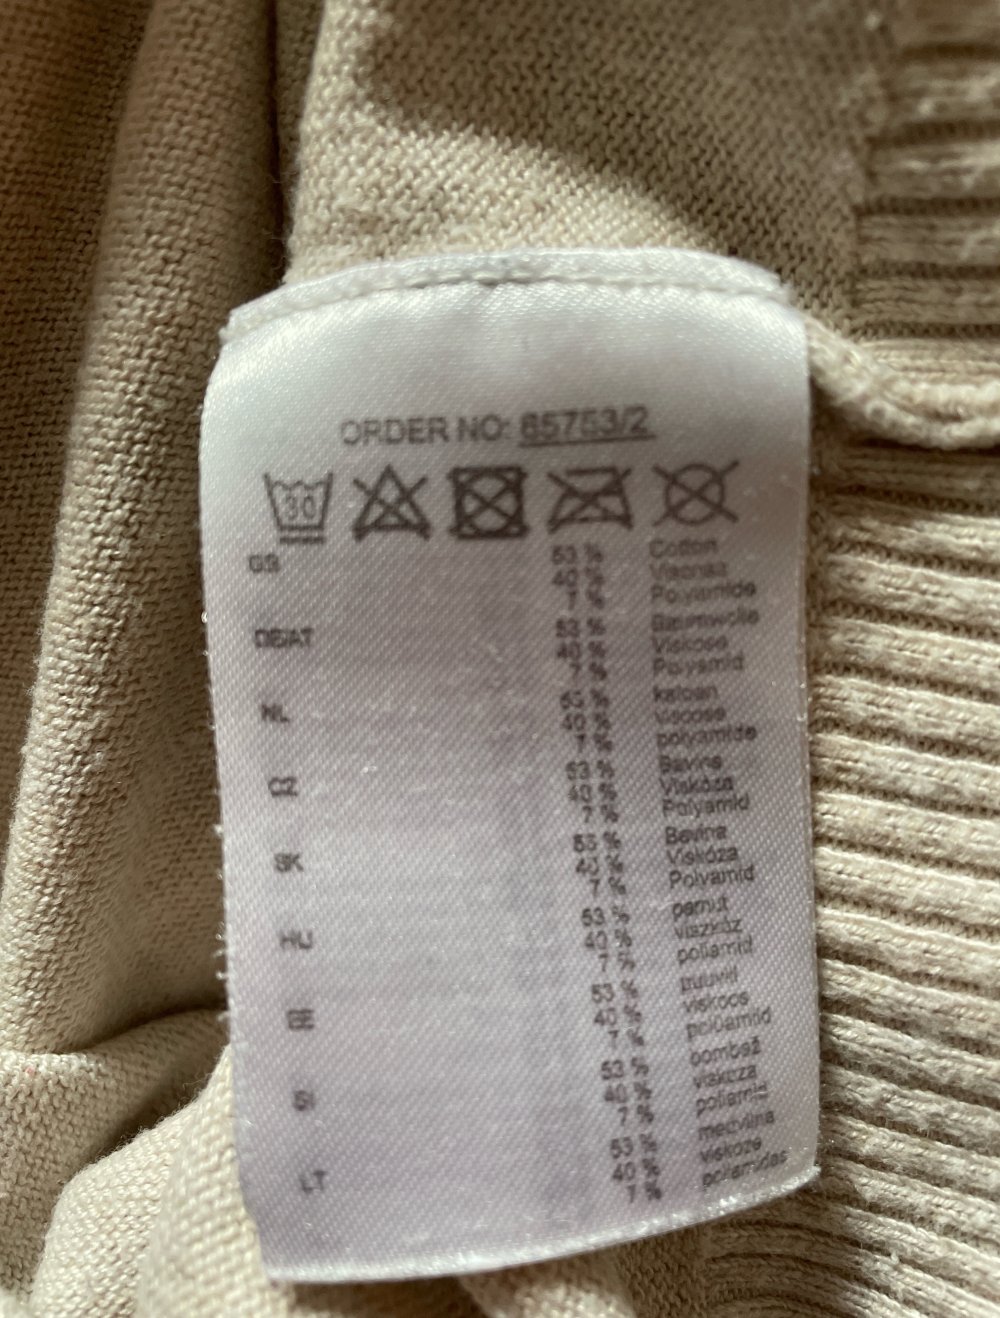 ORDER NO: 65753/2
30
GB 53 % Cotton
40 % Viscose
7 % Polyamide
DE/AT 53 % Baumwolle
40 % Viskose
7 % Polyamid
NL 53 % katoen
40 % viscose
7 % polyamide
CZ 53 % Bavlna
40 % Viskóza
7 % Polyamid
SK 53 % Bavlna
40 % Viskóza
7 % Polyamid
HU 53 % pamut
40 % viszkóz
7 % poliamid
EE 53 % puuvill
40 % viskoos
7 % polüamiid
SI 53 % bombaž
40 % viskoza
7 % poliamid
LT 53 % medvilnė
40 % viskozė
7 % poliamidas